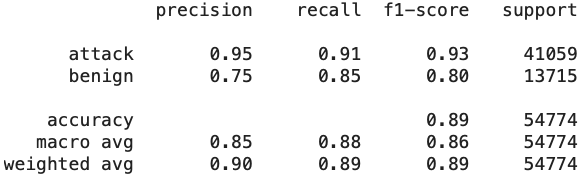 precision recall f1-score support
attack 0.95 0.91 0.93 41059
benign 0.75 0.85 0.80 13715
accuracy 0.89 54774
macro avg 0.85 0.88 0.86 54774
weighted avg 0.90 0.89 0.89 54774